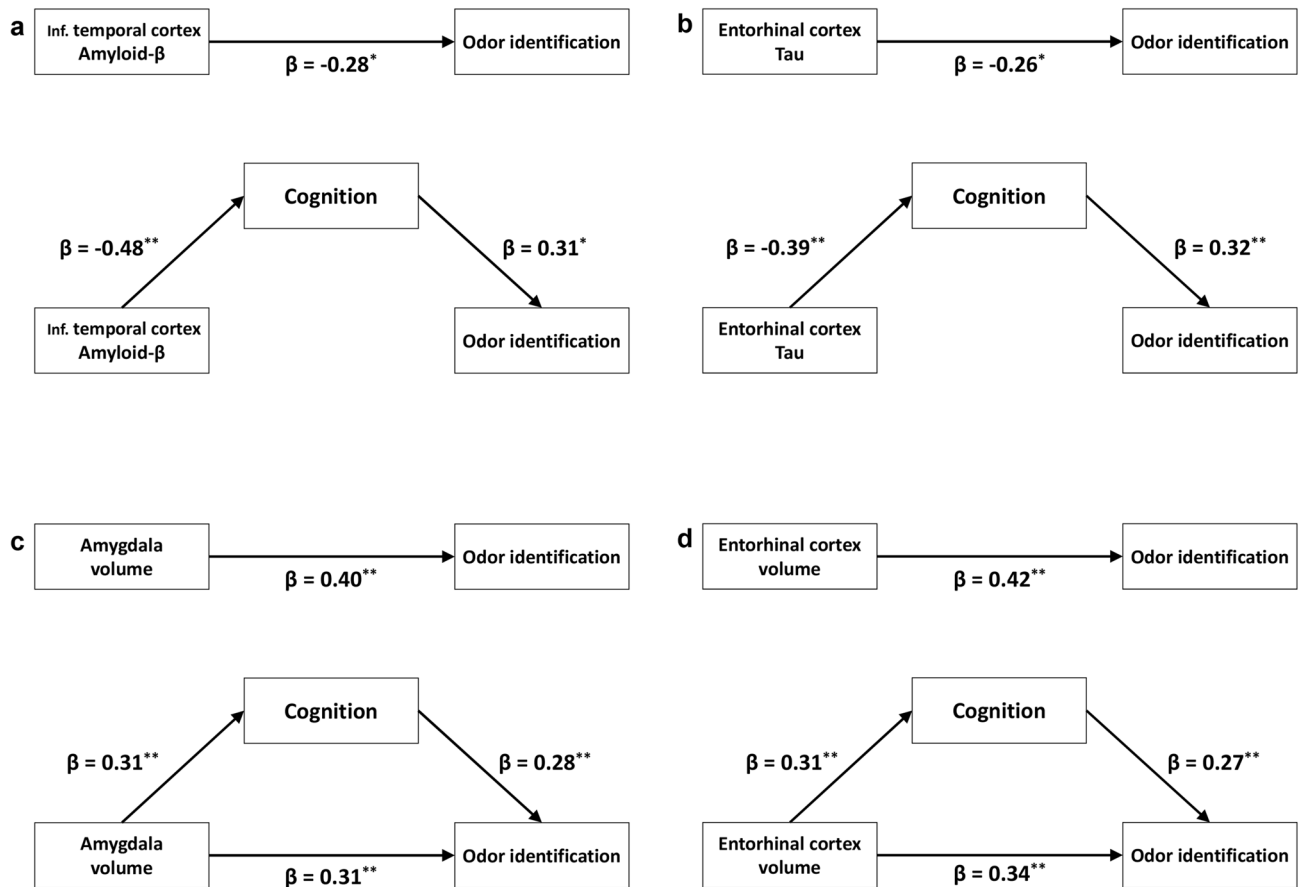 a
Inf. temporal cortex
Amyloid-β
β = -0.28*
Odor identification
Cognition
β = -0.48**
β = 0.31*
Inf. temporal cortex
Amyloid-β
Odor identification
b
Entorhinal cortex
Tau
β = -0.26*
Odor identification
Cognition
β = -0.39**
β = 0.32**
Entorhinal cortex
Tau
Odor identification
c
Amygdala
volume
β = 0.40**
Odor identification
Cognition
β = 0.31**
β = 0.28**
Amygdala
volume
β = 0.31**
Odor identification
d
Entorhinal cortex
volume
β = 0.42**
Odor identification
Cognition
β = 0.31**
β = 0.27**
Entorhinal cortex
volume
β = 0.34**
Odor identification